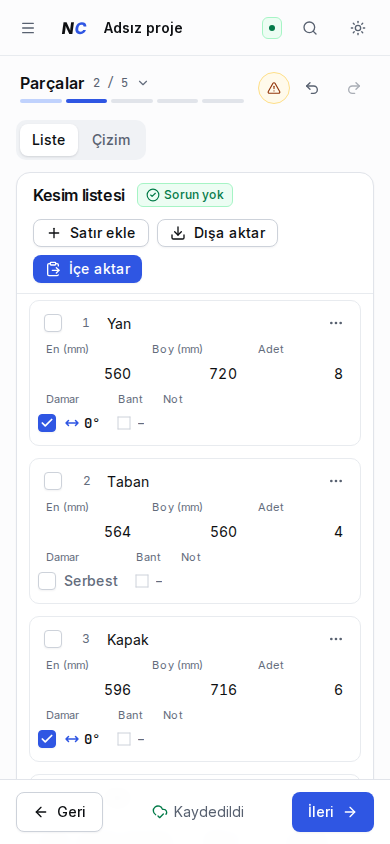 NC Adsız proje
Parçalar 2 / 5
Liste Çizim
Kesim listesi Sorun yok
Satır ekle Dışa aktar
İçe aktar
1 Yan
En (mm) Boy (mm) Adet
560 720 8
Damar Bant Not
0° –
2 Taban
En (mm) Boy (mm) Adet
564 560 4
Damar Bant Not
Serbest –
3 Kapak
En (mm) Boy (mm) Adet
596 716 6
Damar Bant Not
0° –
Geri Kaydedildi İleri